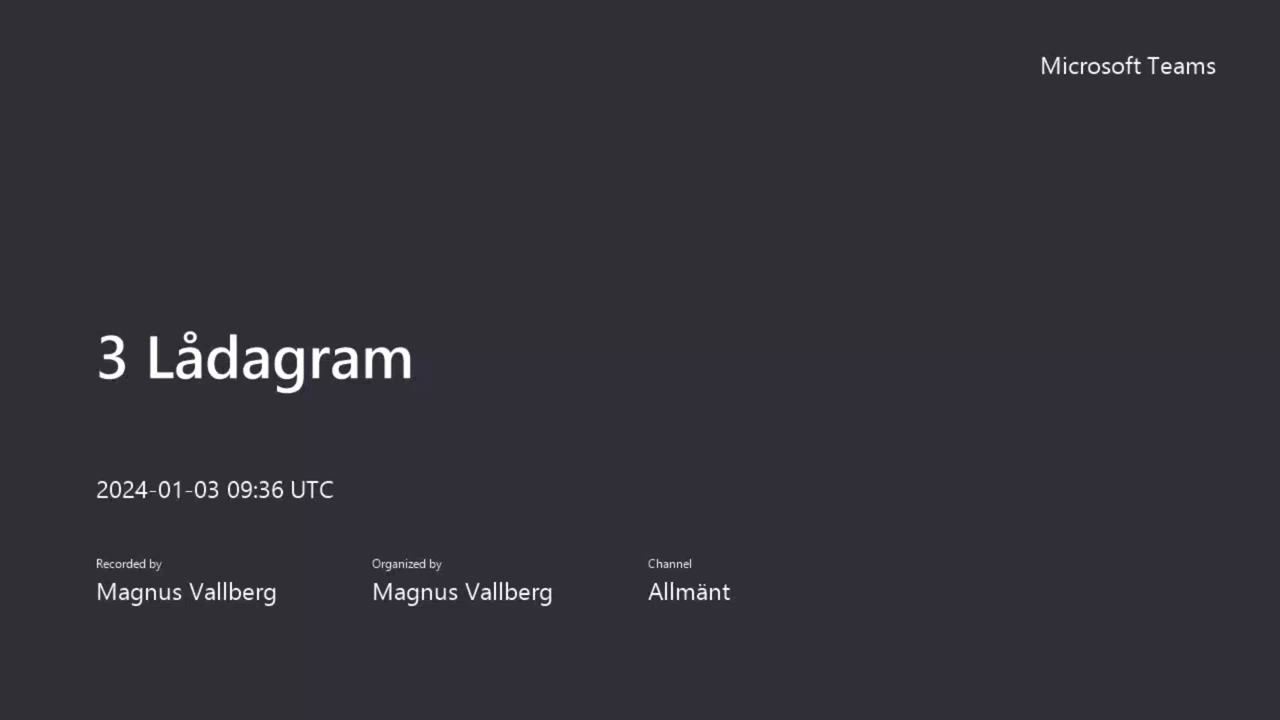 Microsoft Teams
3 Lådagram
2024-01-03 09:36 UTC
Recorded by
Magnus Vallberg
Organized by
Magnus Vallberg
Channel
Allmänt